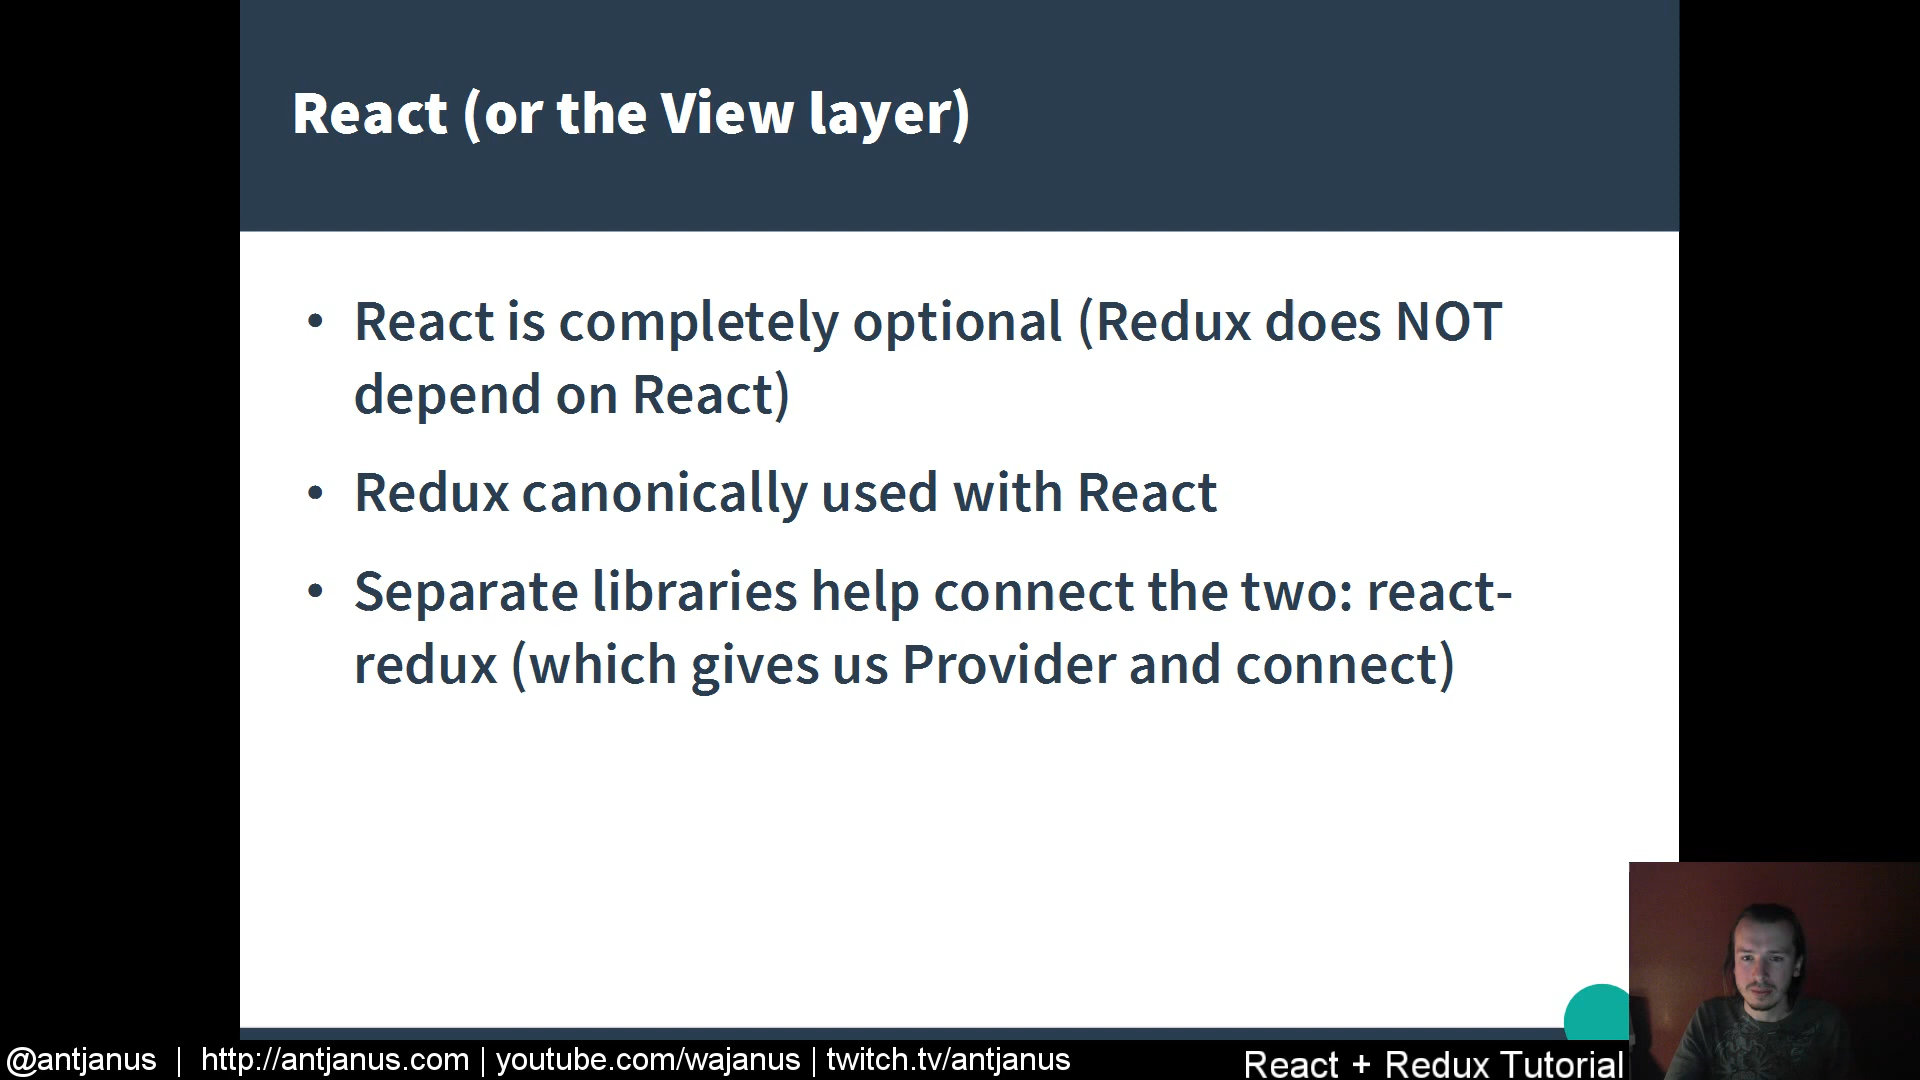 React (or the View layer)
• React is completely optional (Redux does NOT
depend on React)
• Redux canonically used with React
• Separate libraries help connect the two: react-
redux (which gives us Provider and connect)
@antjanus | http://antjanus.com | youtube.com/wajanus | twitch.tv/antjanus
React + Redux Tutorial